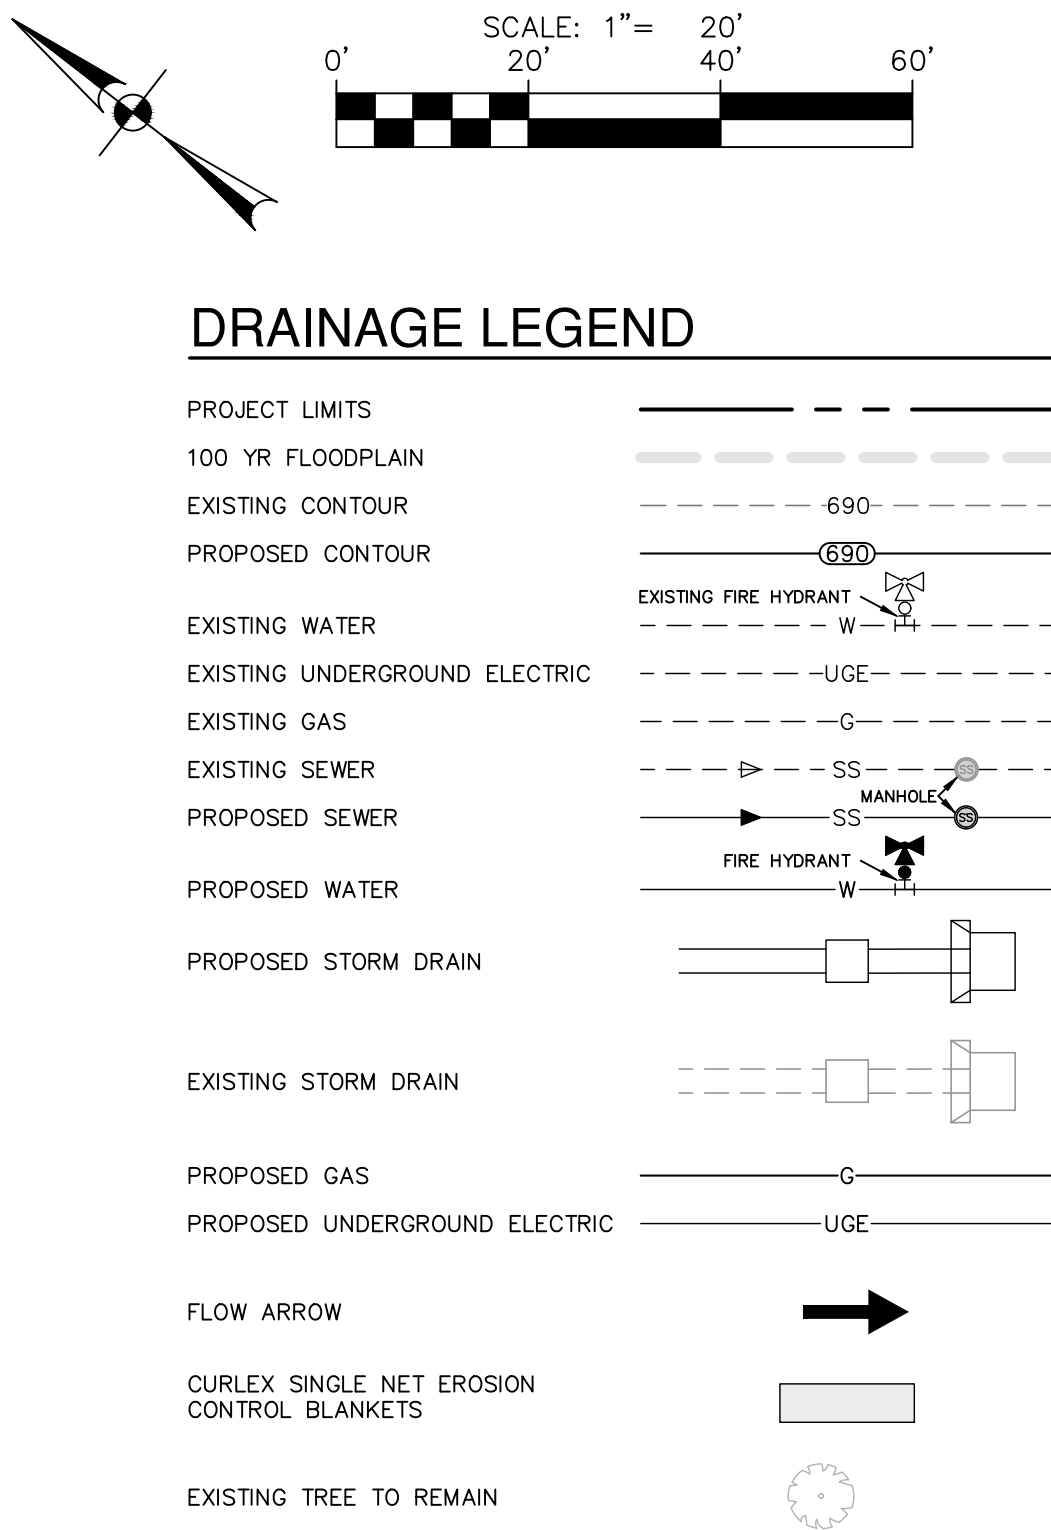 SCALE: 1"= 20'
0' 20' 40' 60'
DRAINAGE LEGEND
PROJECT LIMITS
100 YR FLOODPLAIN
EXISTING CONTOUR 690
PROPOSED CONTOUR 690
EXISTING FIRE HYDRANT
EXISTING WATER W
EXISTING UNDERGROUND ELECTRIC UGE
EXISTING GAS G
EXISTING SEWER SS SS
MANHOLE
PROPOSED SEWER SS SS
FIRE HYDRANT
PROPOSED WATER W
PROPOSED STORM DRAIN
EXISTING STORM DRAIN
PROPOSED GAS G
PROPOSED UNDERGROUND ELECTRIC UGE
FLOW ARROW
CURLEX SINGLE NET EROSION
CONTROL BLANKETS
EXISTING TREE TO REMAIN